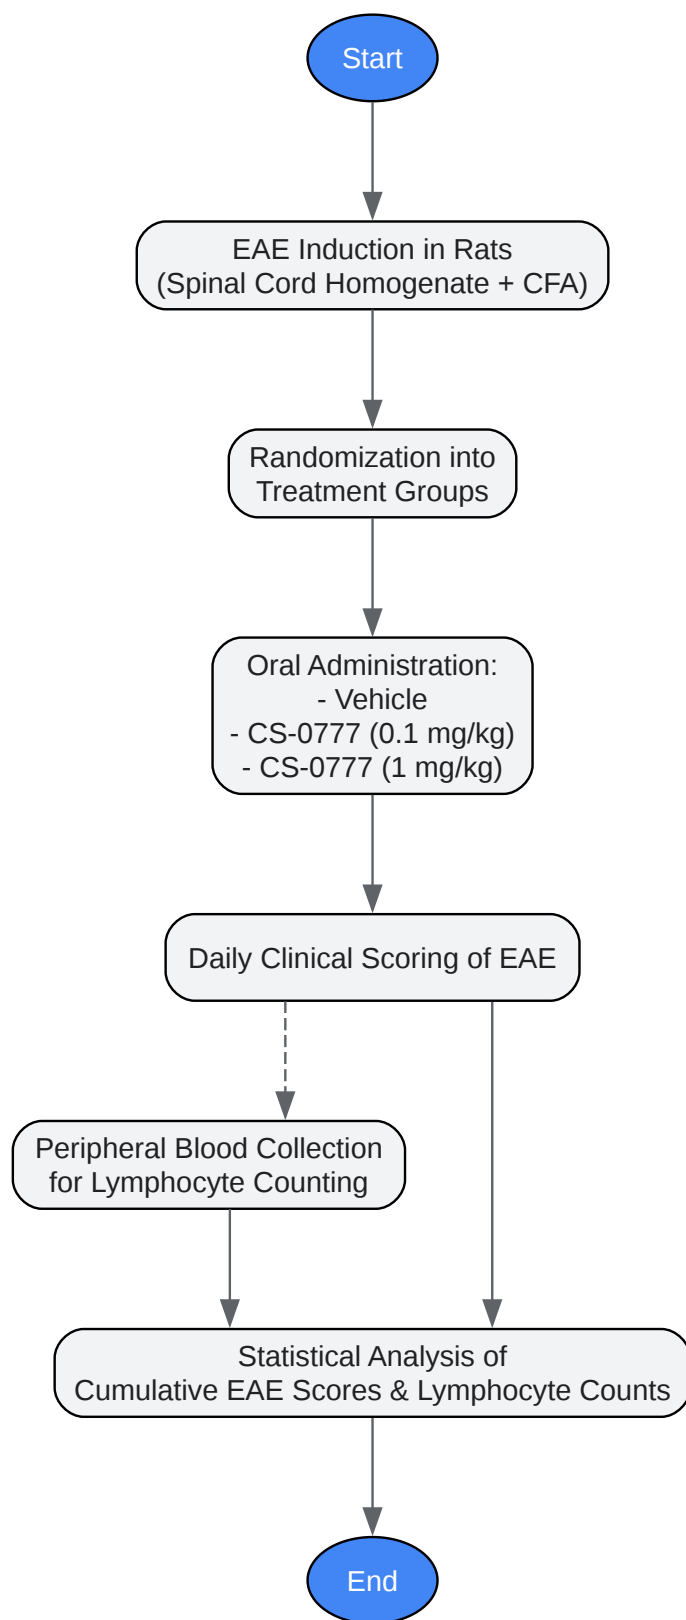 Start
EAE Induction in Rats
(Spinal Cord Homogenate + CFA)
Randomization into
Treatment Groups
Oral Administration:
- Vehicle
- CS-0777 (0.1 mg/kg)
- CS-0777 (1 mg/kg)
Daily Clinical Scoring of EAE
Peripheral Blood Collection
for Lymphocyte Counting
Statistical Analysis of
Cumulative EAE Scores & Lymphocyte Counts
End